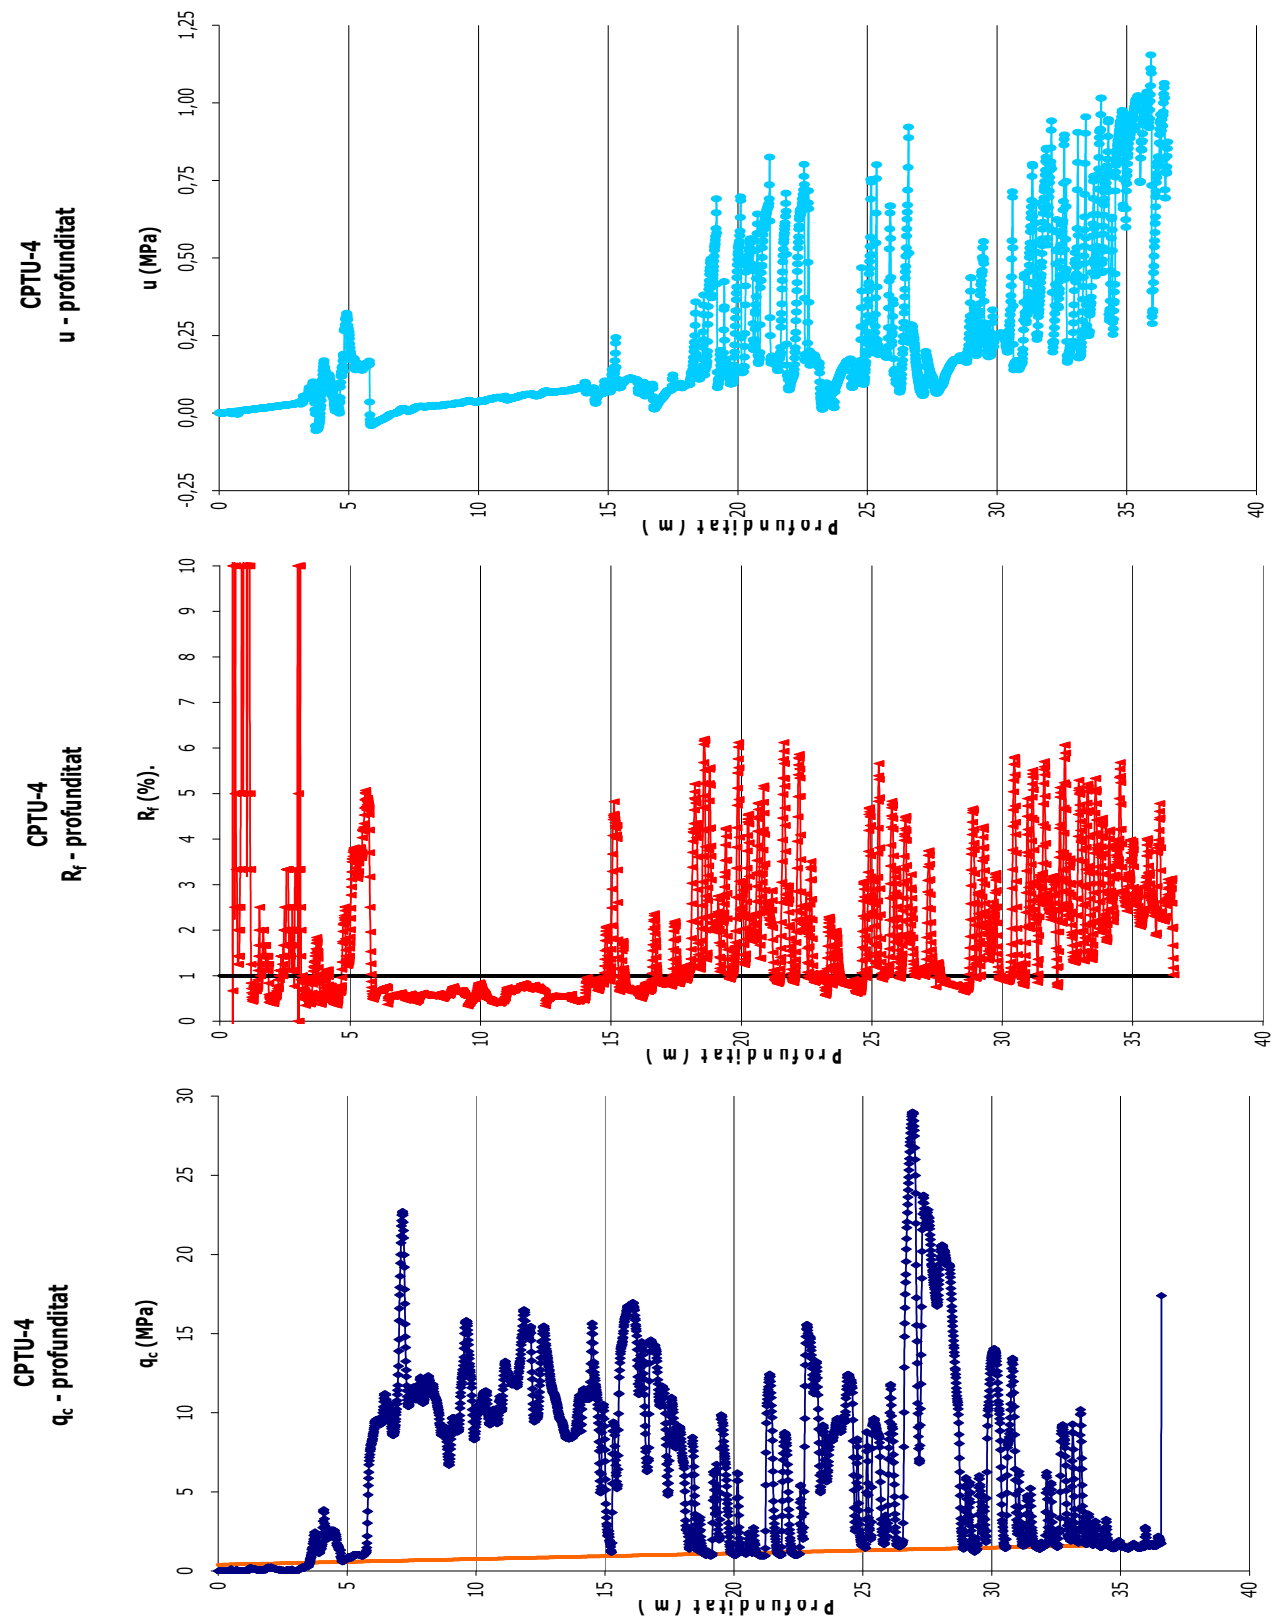 CPTU-4
qc - profunditat
qc (MPa)
0 5 10 15 20 25 30
0
5
10
15
20
25
30
35
40
Profunditat (m)
CPTU-4
Rf - profunditat
Rf (%).
0 1 2 3 4 5 6 7 8 9 10
0
5
10
15
20
25
30
35
40
Profunditat (m)
CPTU-4
u - profunditat
u (MPa)
-0,25 0,00 0,25 0,50 0,75 1,00 1,25
0
5
10
15
20
25
30
35
40
Profunditat (m)